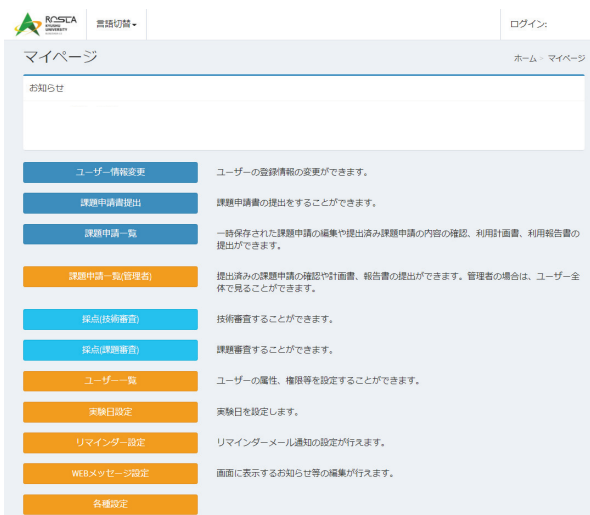 ROSTA
RITSUMEI
UNIVERSITY
言語切替
ログイン:
マイページ
ホーム > マイページ
お知らせ
ユーザー情報変更
ユーザーの登録情報の変更ができます。
課題申請書提出
課題申請書の提出をすることができます。
課題申請一覧
一時保存された課題申請の編集や提出済み課題申請の内容の確認、利用計画書、利用報告書の
提出ができます。
課題申請一覧(管理者)
提出済みの課題申請の確認や計画書、報告書の提出ができます。管理者の場合は、ユーザー全
体で見ることができます。
採点(技術審査)
技術審査することができます。
採点(課題審査)
課題審査することができます。
ユーザー一覧
ユーザーの属性、権限等を設定することができます。
実験日設定
実験日を設定します。
リマインダー設定
リマインダーメール通知の設定が行えます。
WEBメッセージ設定
画面に表示するお知らせ等の編集が行えます。
各種設定